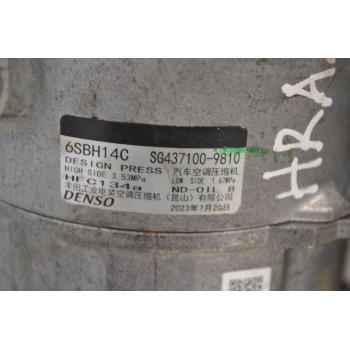 6SBH14C SG437100-9810
DESIGN PRESS 汽车空调压缩机
HIGH SIDE 3.53MPa LOW SIDE 1.67MPa
HFC134a ND-OIL 8
丰田工业电装空调压缩机（昆山）有限公司
DENSO 2023年7月20日
HRA